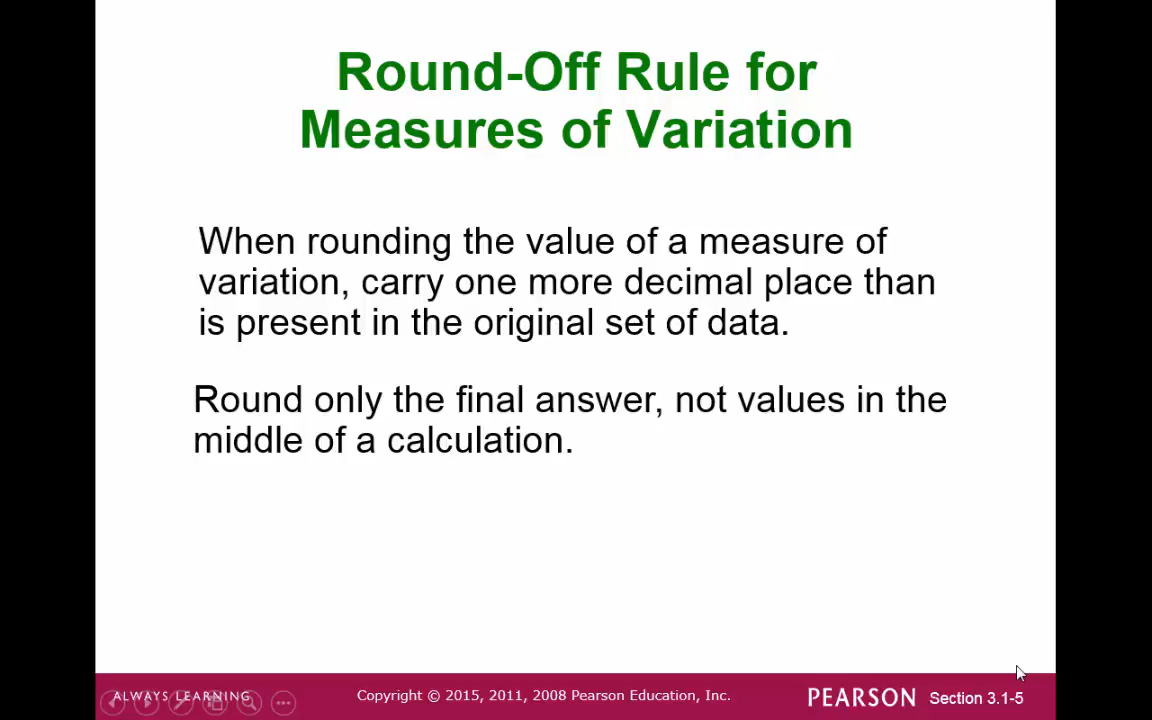 Round-Off Rule for
Measures of Variation
When rounding the value of a measure of
variation, carry one more decimal place than
is present in the original set of data.
Round only the final answer, not values in the
middle of a calculation.
ALWAYS LEARNING
Copyright © 2015, 2011, 2008 Pearson Education, Inc.
PEARSON
Section 3.1-5